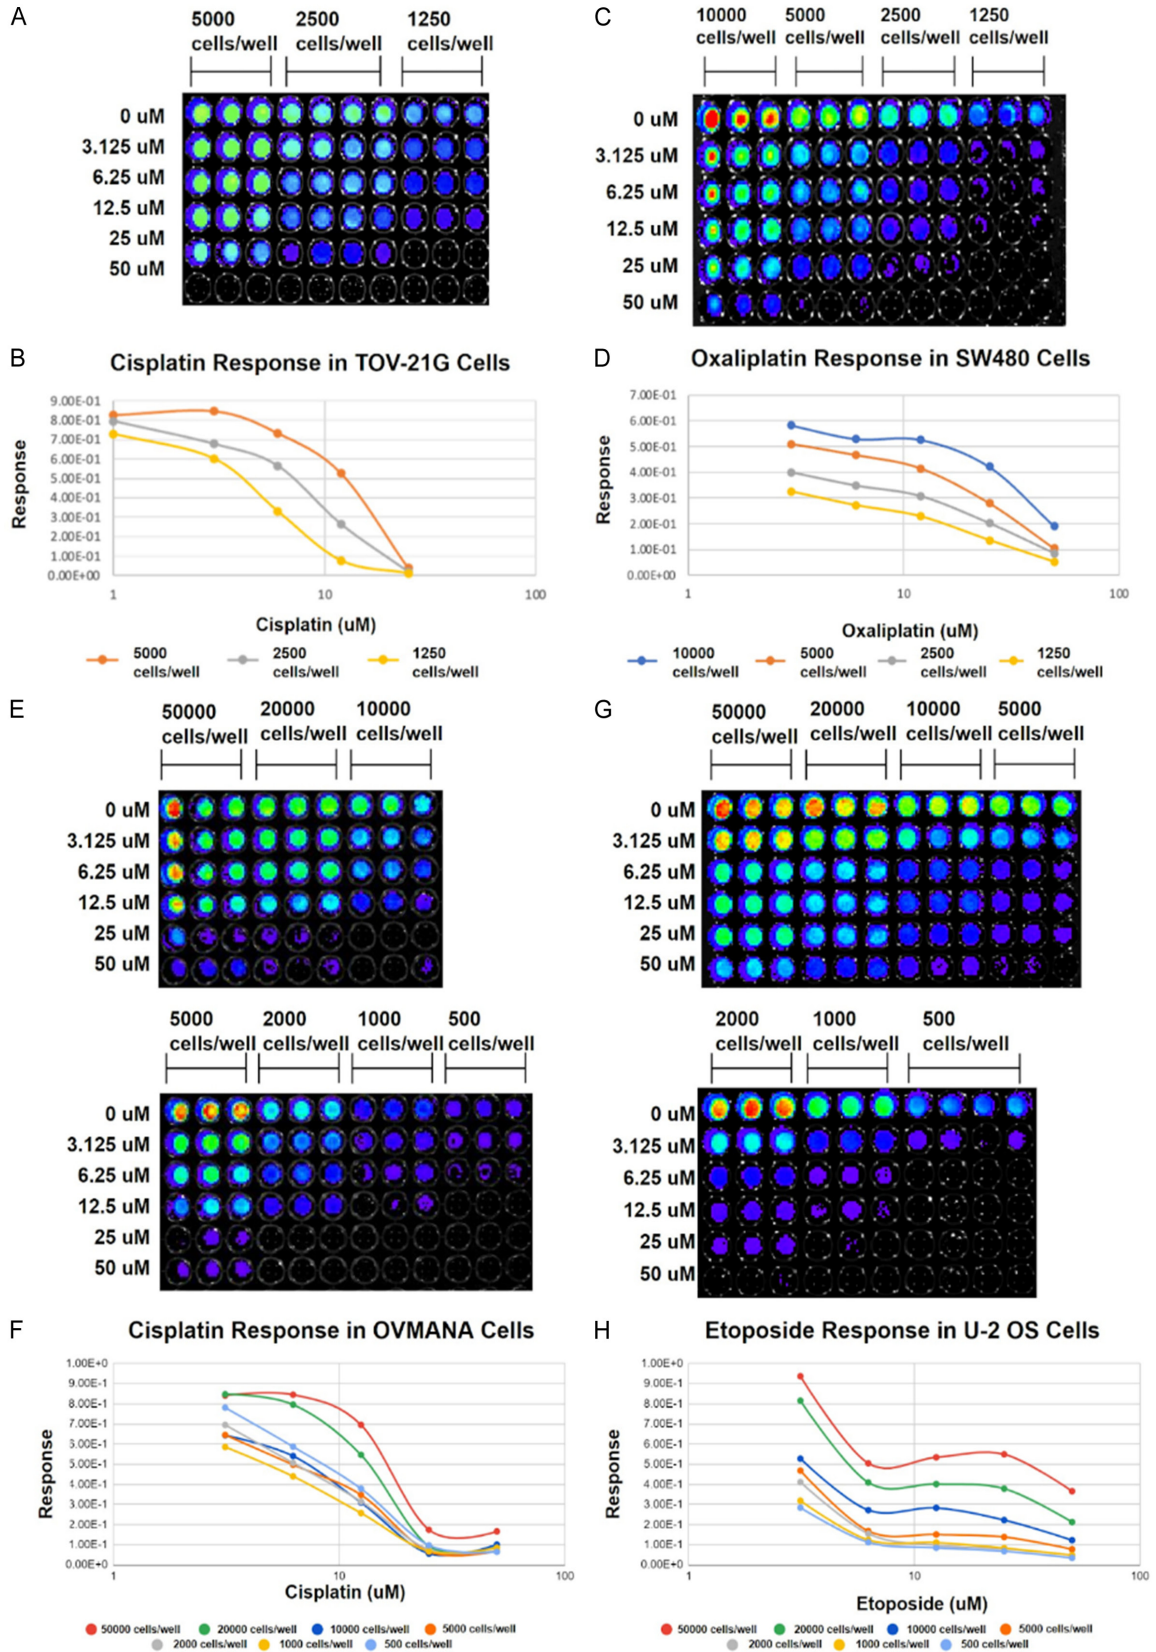 A
5000 cells/well
2500 cells/well
1250 cells/well
0 uM
3.125 uM
6.25 uM
12.5 uM
25 uM
50 uM
B
Cisplatin Response in TOV-21G Cells
Response
9.00E-01
8.00E-01
7.00E-01
6.00E-01
5.00E-01
4.00E-01
3.00E-01
2.00E-01
1.00E-01
0.00E+00
1
10
100
Cisplatin (uM)
5000 cells/well
2500 cells/well
1250 cells/well
C
10000 cells/well
5000 cells/well
2500 cells/well
1250 cells/well
0 uM
3.125 uM
6.25 uM
12.5 uM
25 uM
50 uM
D
Oxaliplatin Response in SW480 Cells
Response
7.00E-01
6.00E-01
5.00E-01
4.00E-01
3.00E-01
2.00E-01
1.00E-01
0.00E+00
1
10
100
Oxaliplatin (uM)
10000 cells/well
5000 cells/well
2500 cells/well
1250 cells/well
E
50000 cells/well
20000 cells/well
10000 cells/well
0 uM
3.125 uM
6.25 uM
12.5 uM
25 uM
50 uM
5000 cells/well
2000 cells/well
1000 cells/well
500 cells/well
0 uM
3.125 uM
6.25 uM
12.5 uM
25 uM
50 uM
F
Cisplatin Response in OVMANA Cells
Response
1.00E+0
9.00E-1
8.00E-1
7.00E-1
6.00E-1
5.00E-1
4.00E-1
3.00E-1
2.00E-1
1.00E-1
0.00E+0
1
10
100
Cisplatin (uM)
50000 cells/well
20000 cells/well
10000 cells/well
5000 cells/well
2000 cells/well
1000 cells/well
500 cells/well
G
50000 cells/well
20000 cells/well
10000 cells/well
5000 cells/well
0 uM
3.125 uM
6.25 uM
12.5 uM
25 uM
50 uM
2000 cells/well
1000 cells/well
500 cells/well
0 uM
3.125 uM
6.25 uM
12.5 uM
25 uM
50 uM
H
Etoposide Response in U-2 OS Cells
Response
1.00E+0
9.00E-1
8.00E-1
7.00E-1
6.00E-1
5.00E-1
4.00E-1
3.00E-1
2.00E-1
1.00E-1
0.00E+0
1
10
100
Etoposide (uM)
50000 cells/well
20000 cells/well
10000 cells/well
5000 cells/well
2000 cells/well
1000 cells/well
500 cells/well